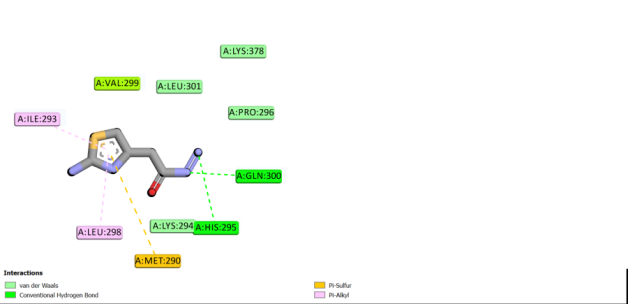 A:LYS:378
A:VAL:299
A:LEU:301
A:PRO:296
A:ILE:293
A:GLN:300
A:LYS:294
A:HIS:295
A:LEU:298
A:MET:290
Interactions
van der Waals
Pi-Sulfur
Conventional Hydrogen Bond
Pi-Alkyl